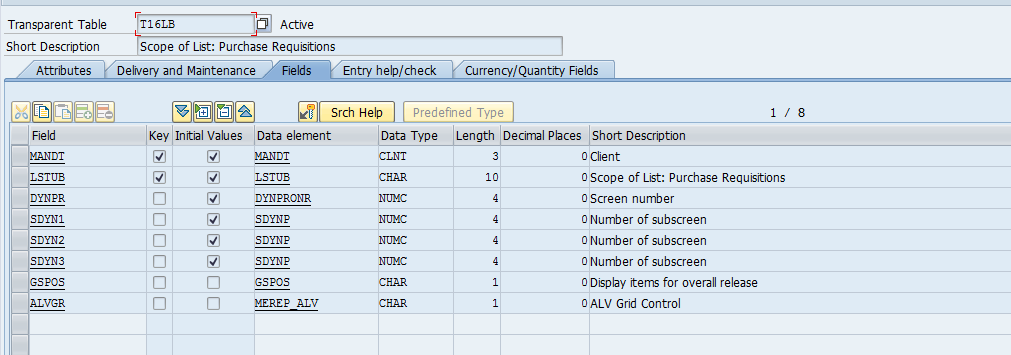 Transparent Table T16LB Active
Short Description Scope of List: Purchase Requisitions
Attributes Delivery and Maintenance Fields Entry help/check Currency/Quantity Fields
Srch Help Predefined Type 1 / 8
Field Key Initial Values Data element Data Type Length Decimal Places Short Description
MANDT MANDT CLNT 3 0 Client
LSTUB LSTUB CHAR 10 0 Scope of List: Purchase Requisitions
DYNPR DYNPRONR NUMC 4 0 Screen number
SDYN1 SDYNP NUMC 4 0 Number of subscreen
SDYN2 SDYNP NUMC 4 0 Number of subscreen
SDYN3 SDYNP NUMC 4 0 Number of subscreen
GSPOS GSPOS CHAR 1 0 Display items for overall release
ALVGR MEREP_ALV CHAR 1 0 ALV Grid Control